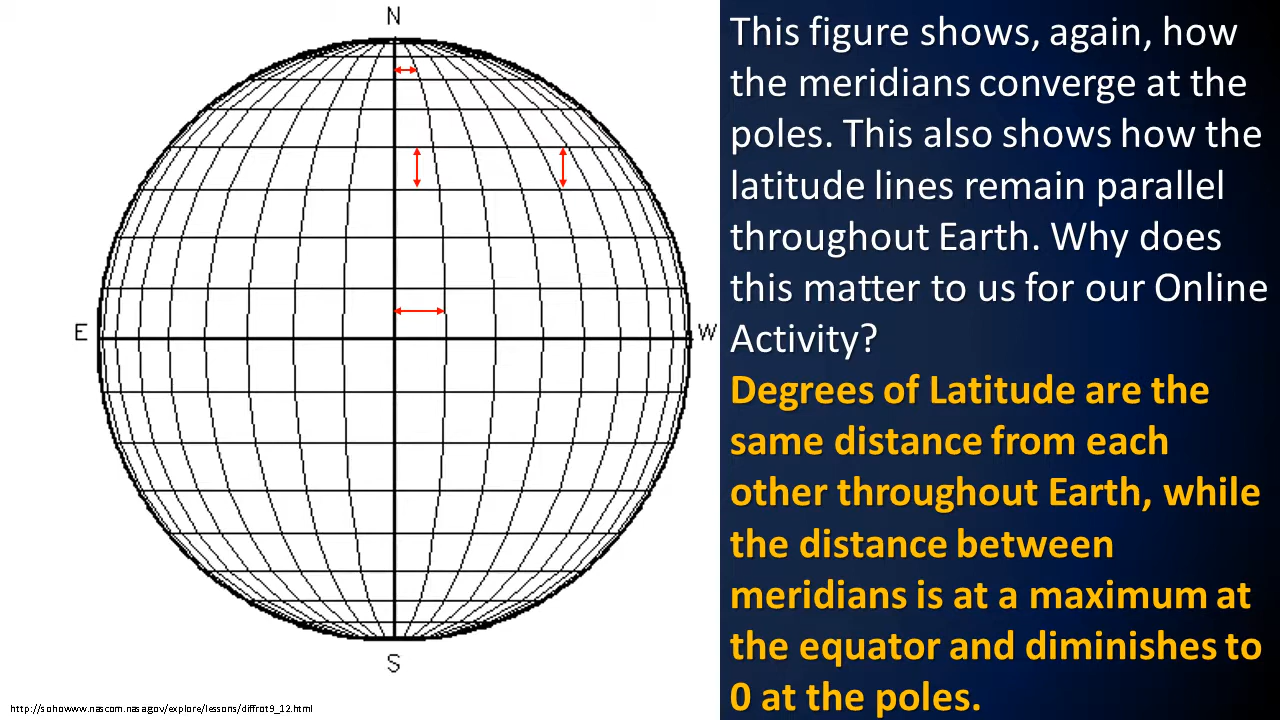 N
E
W
S
http://sohowww.nascom.nasa.gov/explore/lessons/diffrot9_12.html
This figure shows, again, how
the meridians converge at the
poles. This also shows how the
latitude lines remain parallel
throughout Earth. Why does
this matter to us for our Online
Activity?
Degrees of Latitude are the
same distance from each
other throughout Earth, while
the distance between
meridians is at a maximum at
the equator and diminishes to
0 at the poles.